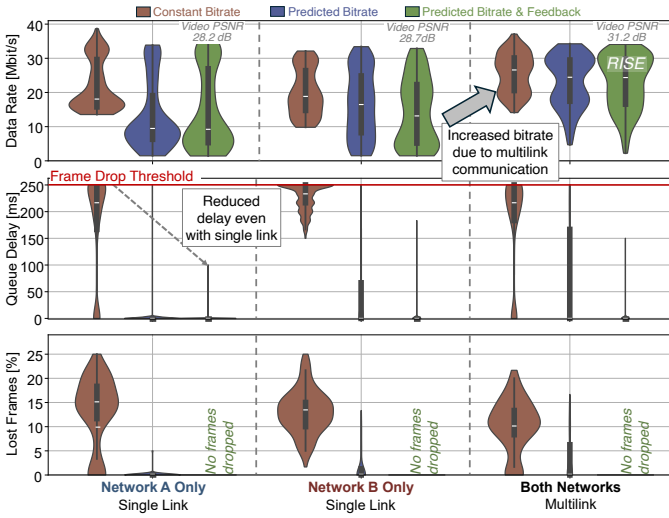 Constant Bitrate Predicted Bitrate Predicted Bitrate & Feedback
Video PSNR
28.2 dB
Video PSNR
28.7dB
Video PSNR
31.2 dB
Data Rate [Mbit/s]
40
30
20
10
0
RISE
Increased bitrate
due to multilink
communication
Frame Drop Threshold
Queue Delay [ms]
250
200
150
100
50
0
Reduced
delay even
with single link
Lost Frames [%]
25
20
15
10
5
0
No frames
dropped
No frames
dropped
No frames
dropped
Network A Only
Single Link
Network B Only
Single Link
Both Networks
Multilink